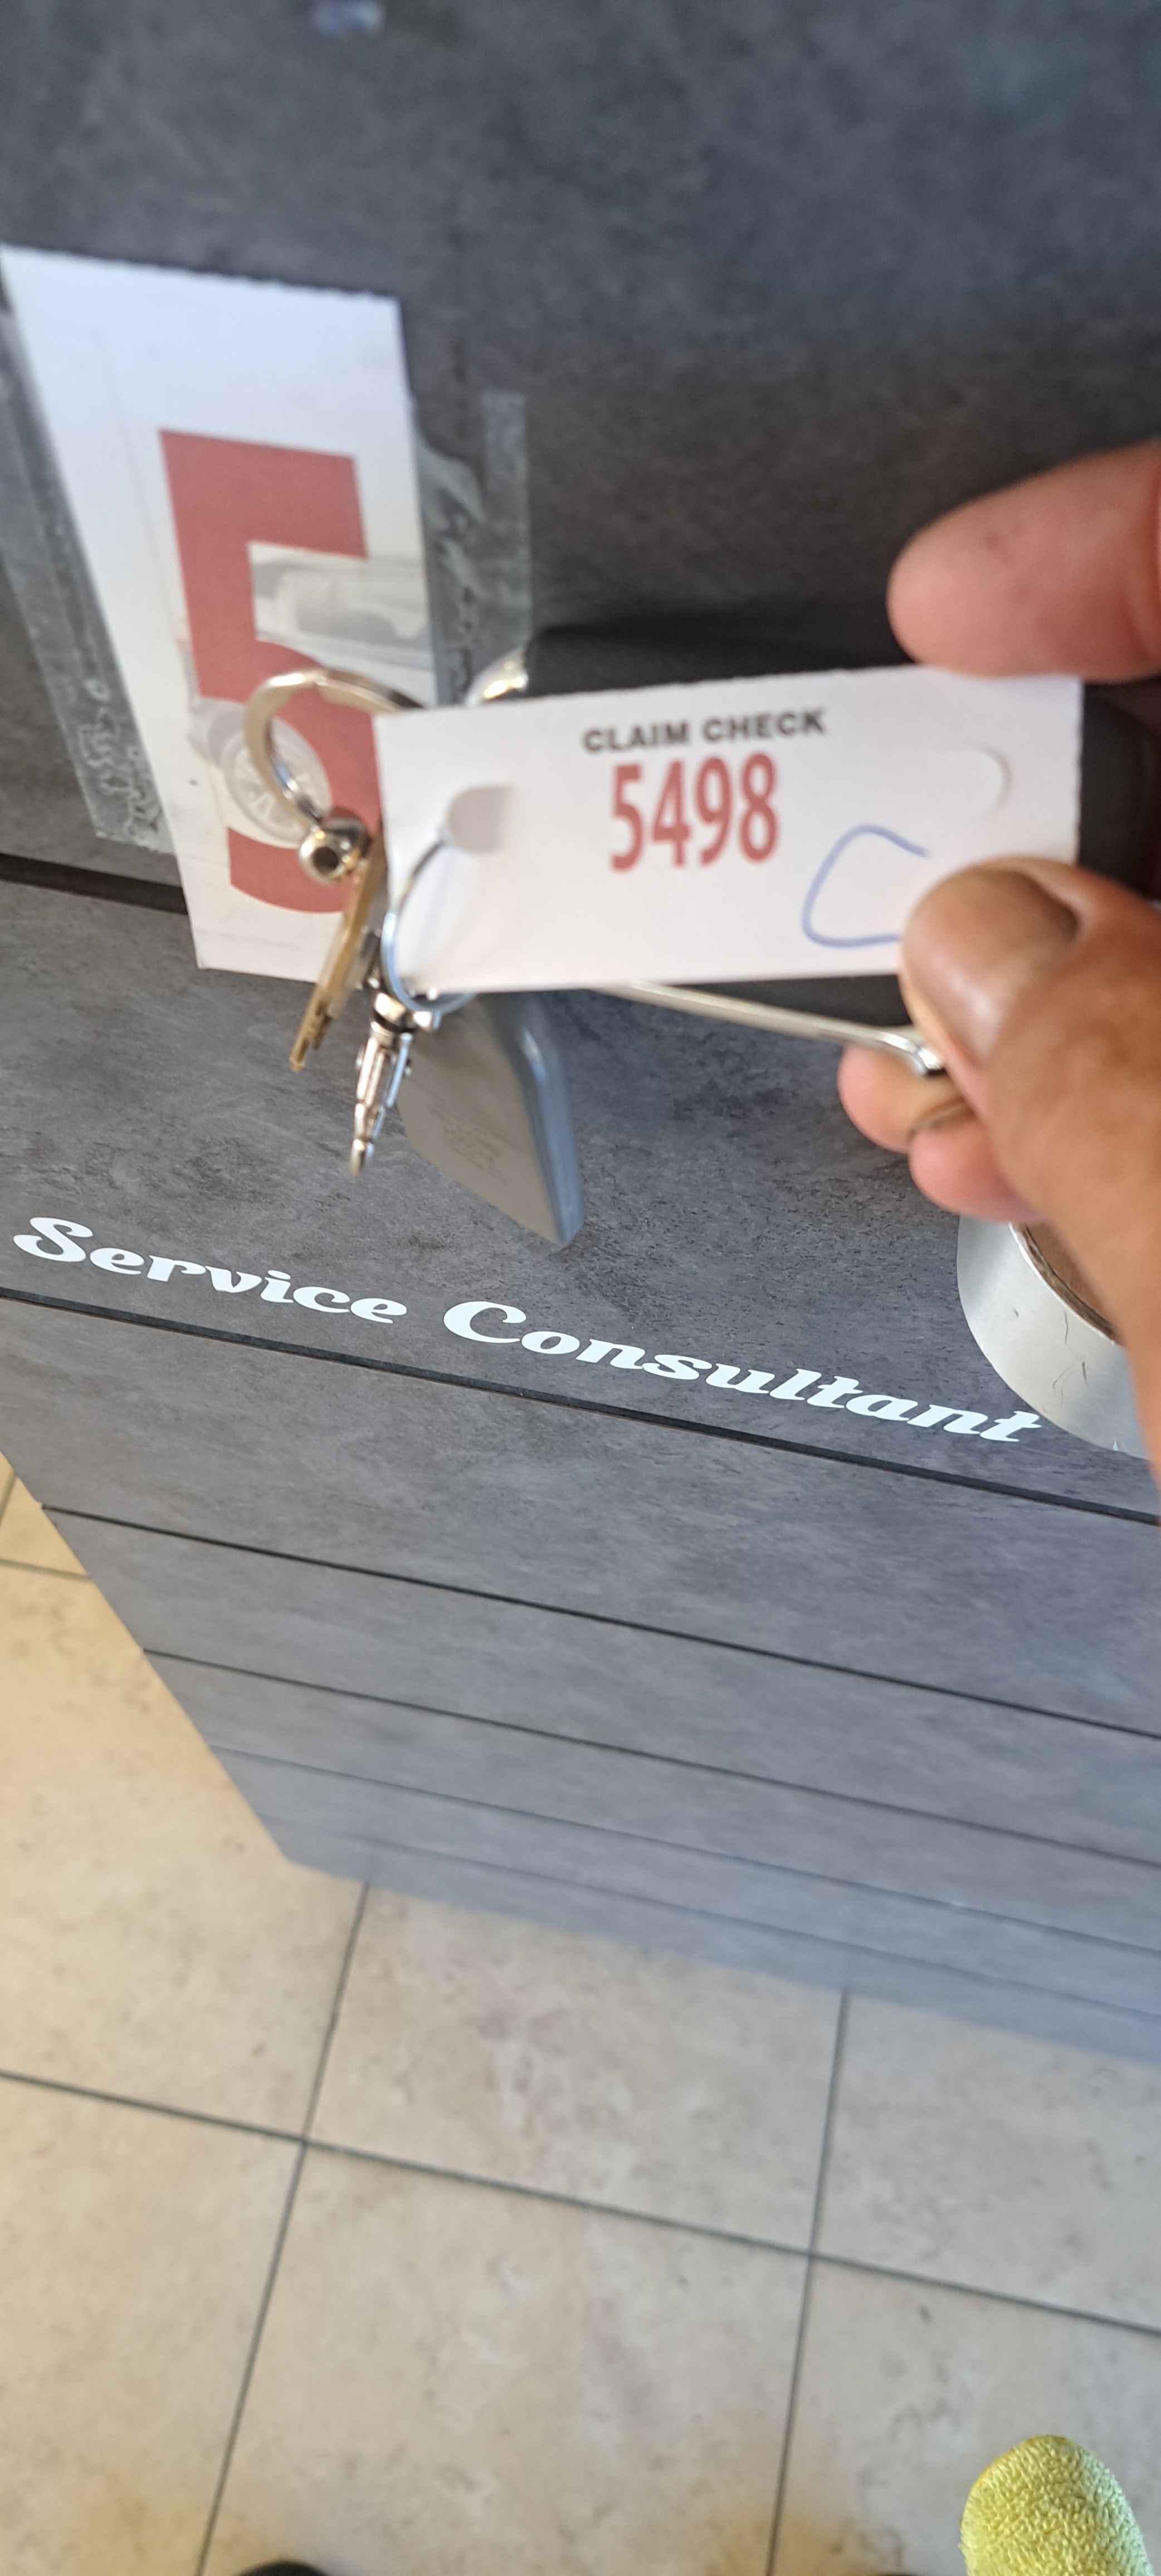 5
CLAIM CHECK
5498
C
Service Consultant